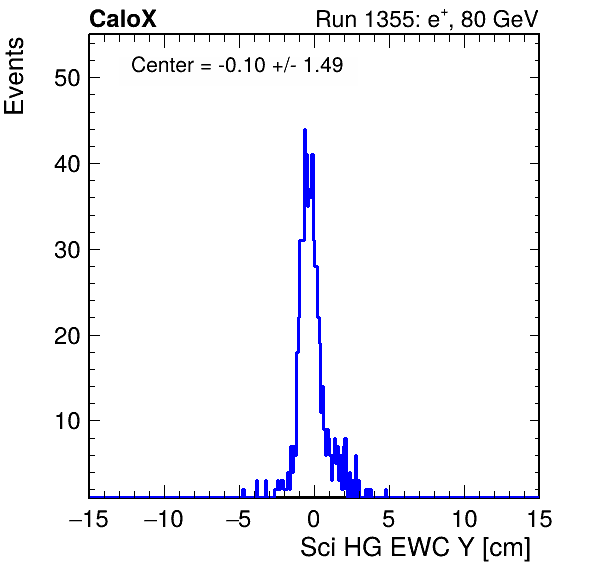 CaloX Run 1355: e⁺, 80 GeV
Events
Center = -0.10 +/- 1.49
50
40
30
20
10
−15 −10 −5 0 5 10 15
Sci HG EWC Y [cm]